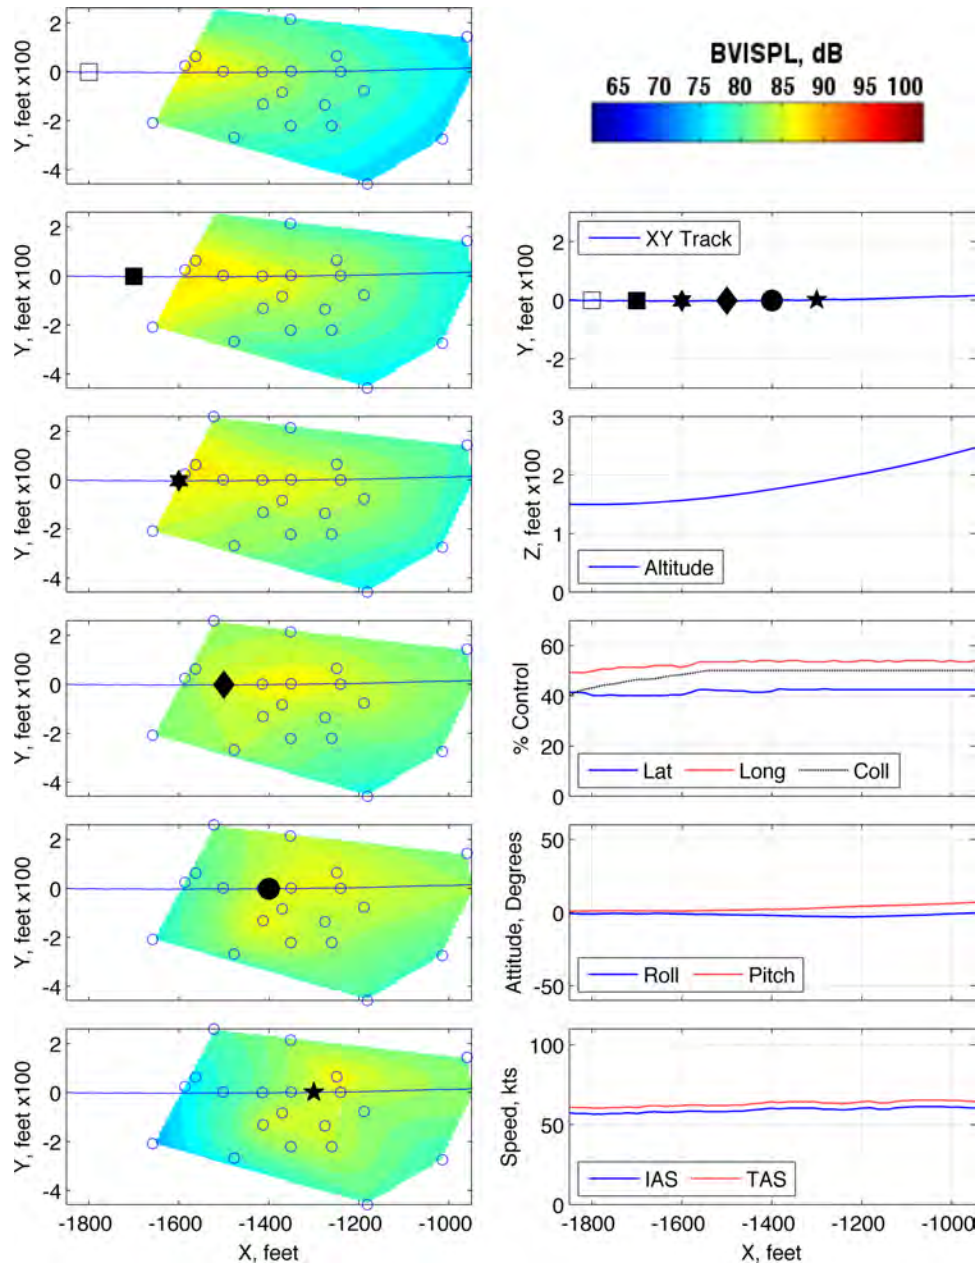 BVISPL, dB
65 70 75 80 85 90 95 100
2
0
-2
-4
Y, feet x100
2
0
-2
-4
Y, feet x100
2
0
-2
Y, feet x100
XY Track
2
0
-2
-4
Y, feet x100
3
2
1
0
Z, feet x100
Altitude
2
0
-2
-4
Y, feet x100
60
40
20
0
% Control
Lat Long Coll
2
0
-2
-4
Y, feet x100
50
0
-50
Attitude, Degrees
Roll Pitch
2
0
-2
-4
Y, feet x100
100
50
0
Speed, kts
IAS TAS
-1800 -1600 -1400 -1200 -1000
X, feet
-1800 -1600 -1400 -1200 -1000
X, feet